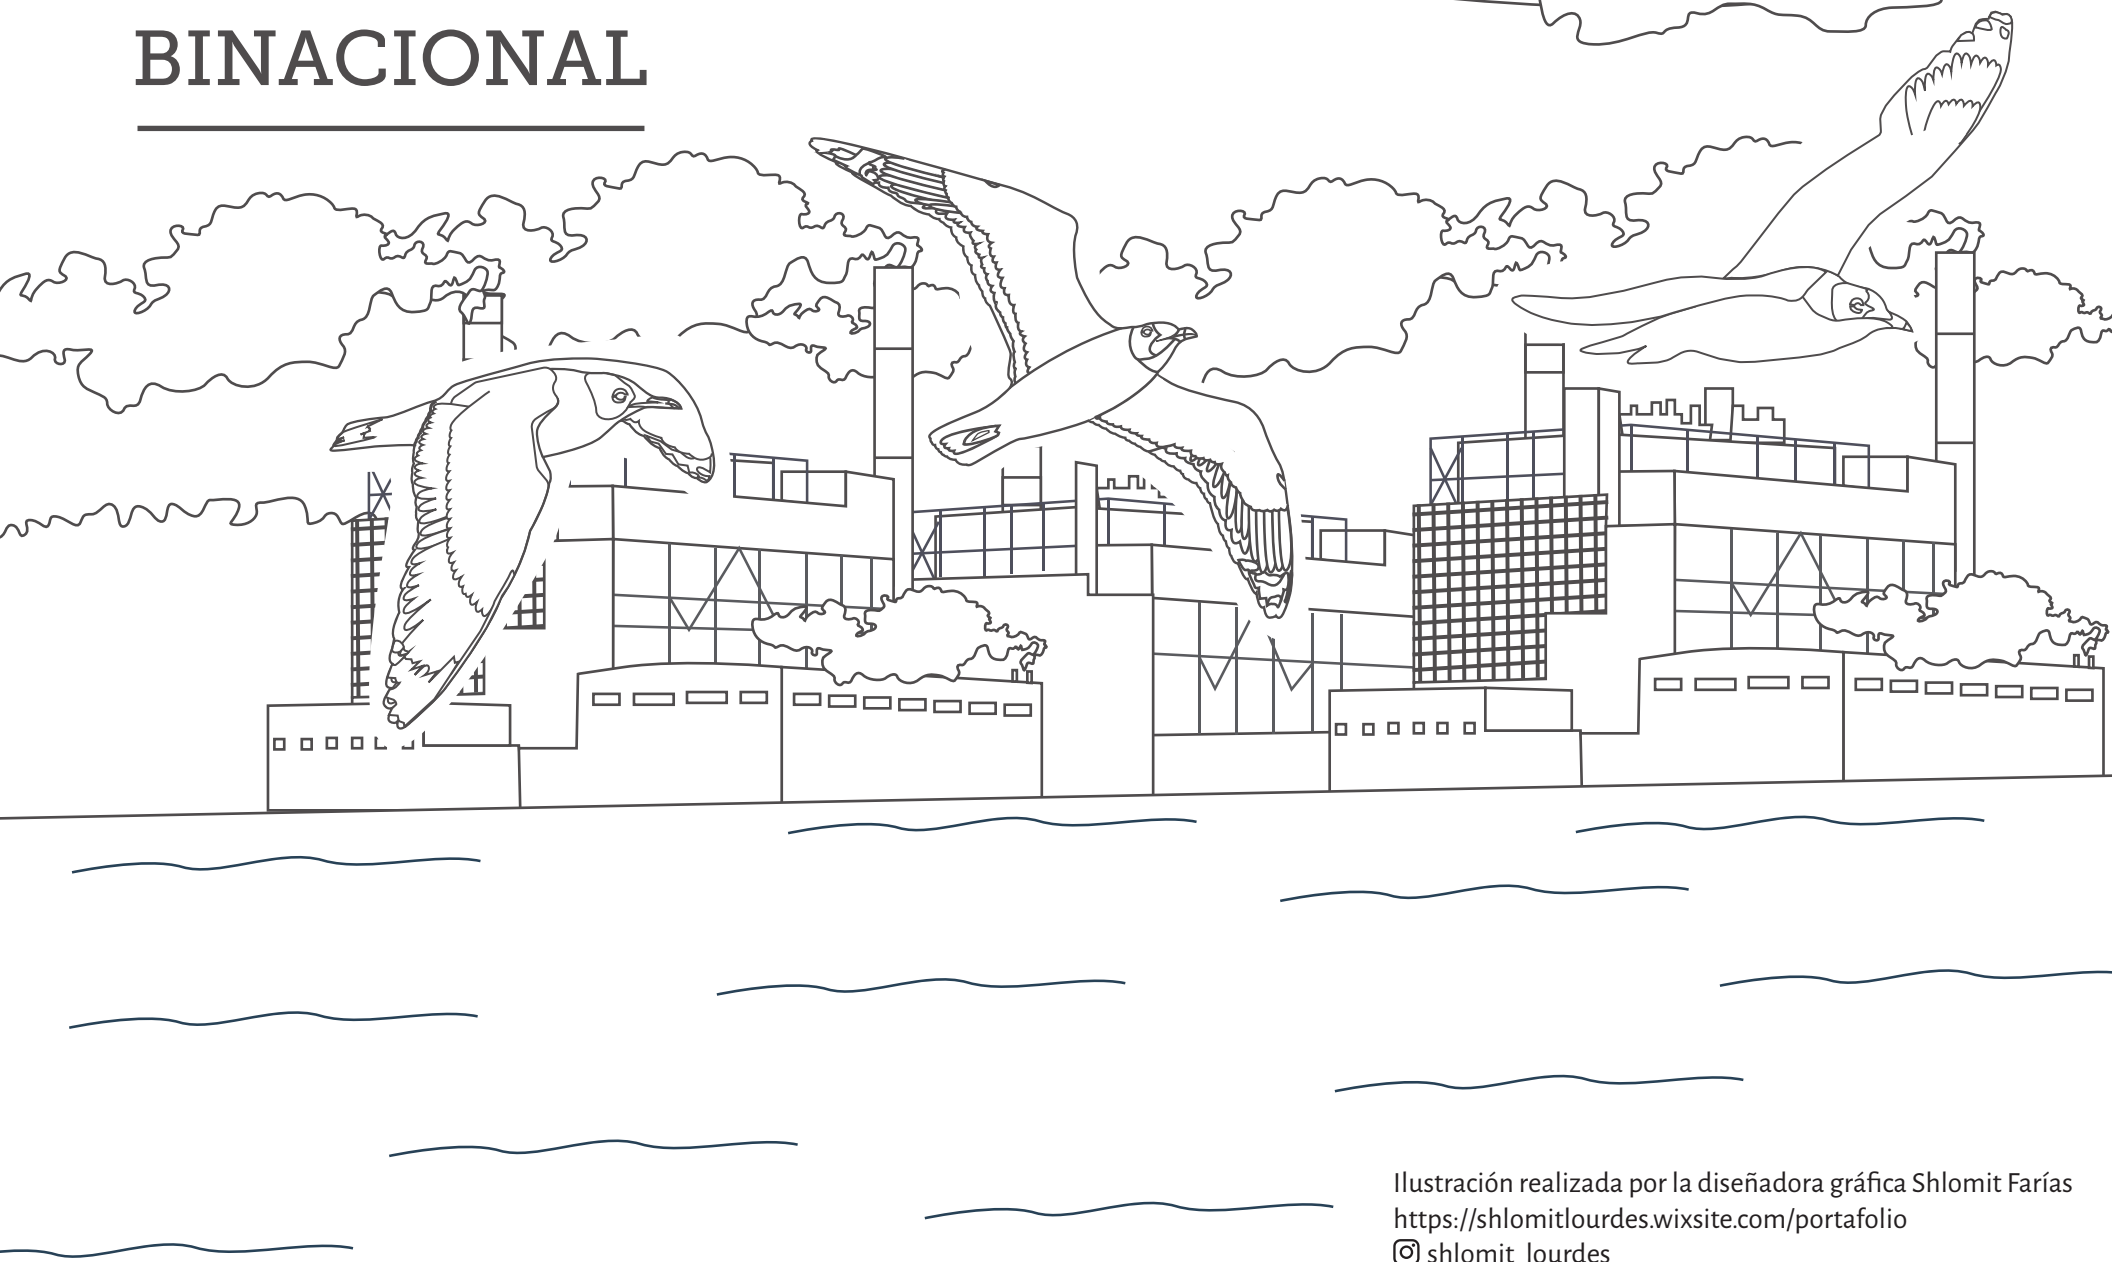 BINACIONAL
Ilustración realizada por la diseñadora gráfica Shlomit Farías
https://shlomitlourdes.wixsite.com/portafolio
shlomit_lourdes